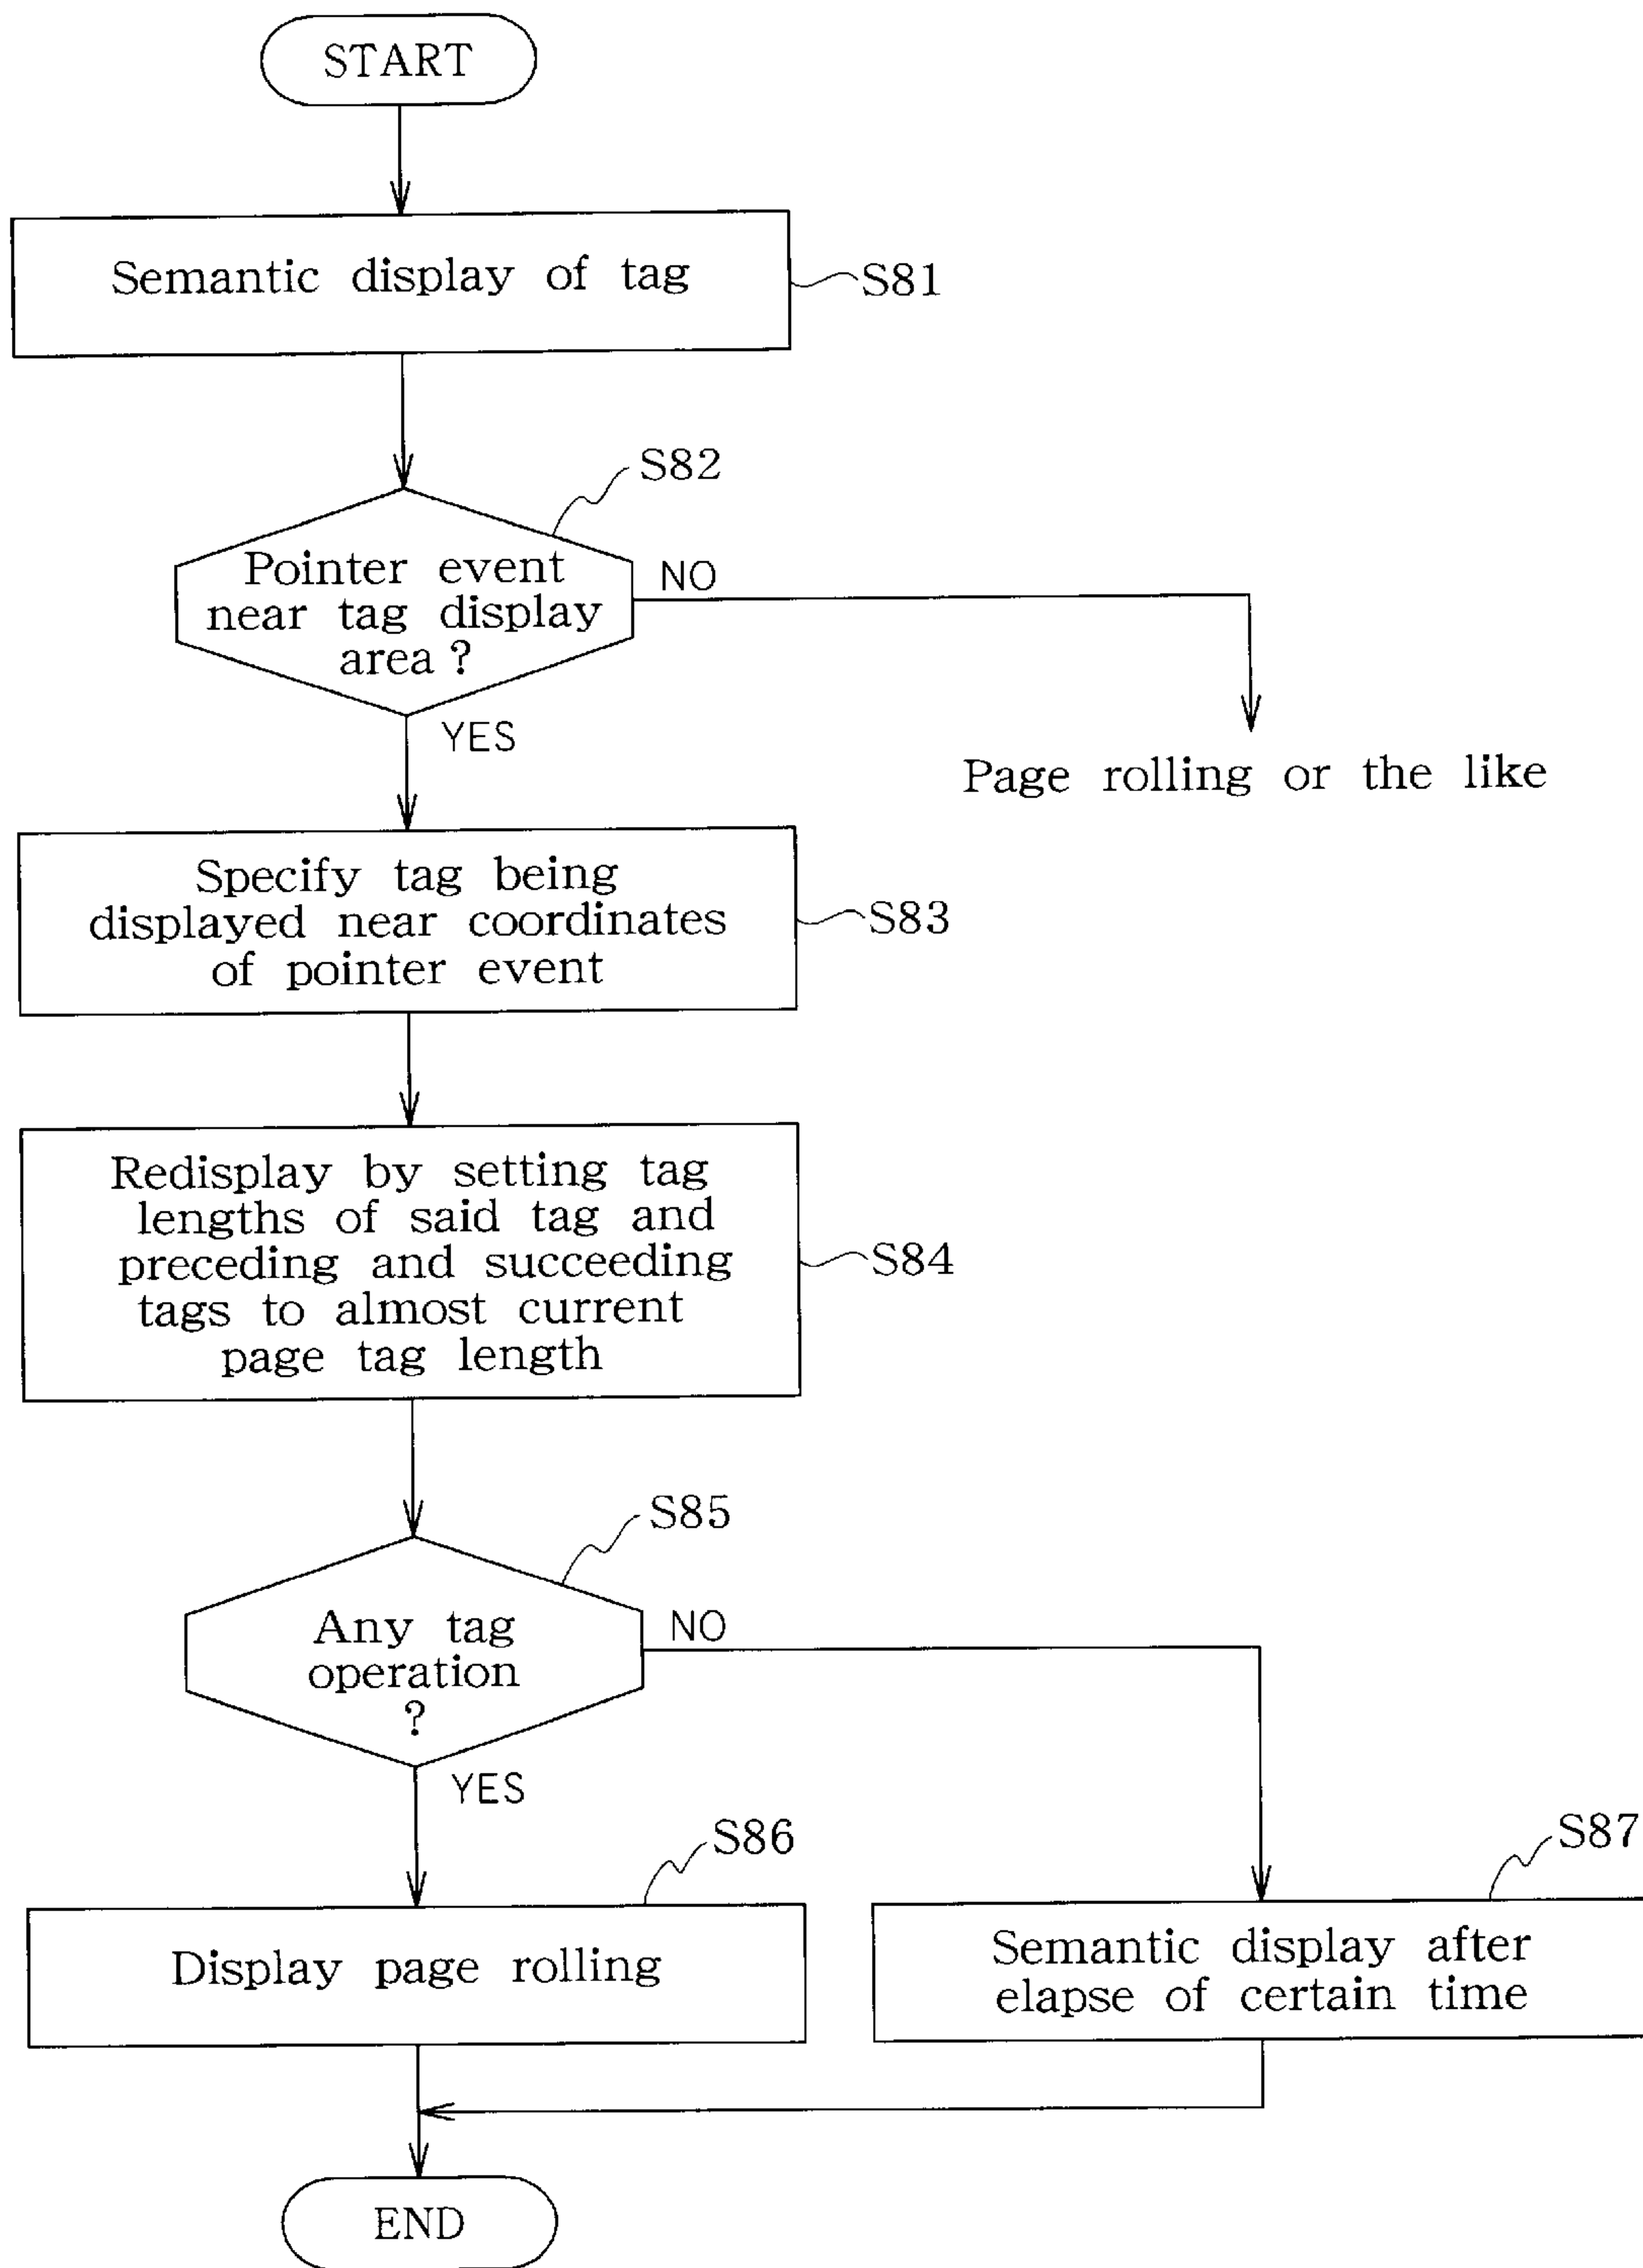 START
Semantic display of tag
S81
S82
Pointer event
near tag display
area ?
NO
YES
Page rolling or the like
Specify tag being
displayed near coordinates
of pointer event
S83
Redisplay by setting tag
lengths of said tag and
preceding and succeeding
tags to almost current
page tag length
S84
S85
Any tag
operation
?
NO
YES
S86
Display page rolling
S87
Semantic display after
elapse of certain time
END